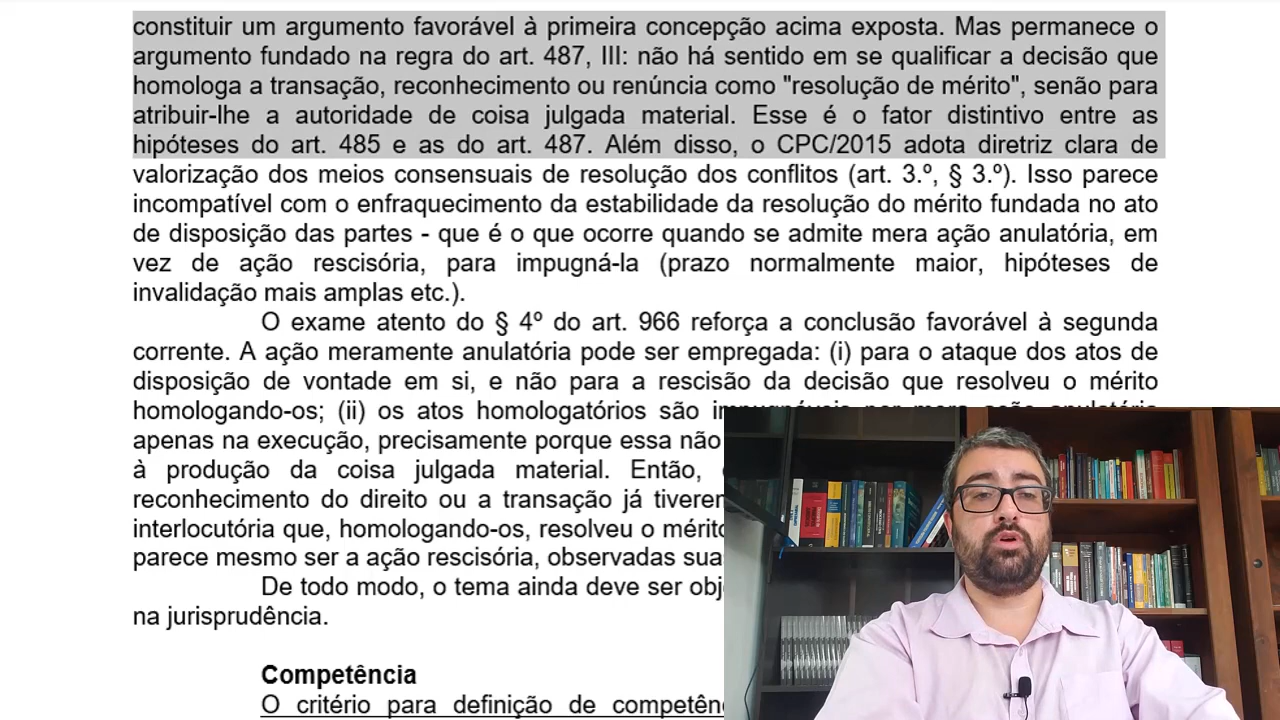 constituir um argumento favorável à primeira concepção acima exposta. Mas permanece o
argumento fundado na regra do art. 487, III: não há sentido em se qualificar a decisão que
homologa a transação, reconhecimento ou renúncia como "resolução de mérito", senão para
atribuir-lhe a autoridade de coisa julgada material. Esse é o fator distintivo entre as
hipóteses do art. 485 e as do art. 487. Além disso, o CPC/2015 adota diretriz clara de
valorização dos meios consensuais de resolução dos conflitos (art. 3.º, § 3.º). Isso parece
incompatível com o enfraquecimento da estabilidade da resolução do mérito fundada no ato
de disposição das partes - que é o que ocorre quando se admite mera ação anulatória, em
vez de ação rescisória, para impugná-la (prazo normalmente maior, hipóteses de
invalidação mais amplas etc.).
O exame atento do § 4º do art. 966 reforça a conclusão favorável à segunda
corrente. A ação meramente anulatória pode ser empregada: (i) para o ataque dos atos de
disposição de vontade em si, e não para a rescisão da decisão que resolveu o mérito
homologando-os; (ii) os atos homologatórios são impugnáveis por mera ação anulatória
apenas na execução, precisamente porque essa não
à produção da coisa julgada material. Então,
reconhecimento do direito ou a transação já tiverem
interlocutória que, homologando-os, resolveu o mérito
parece mesmo ser a ação rescisória, observadas
De todo modo, o tema ainda deve ser
na jurisprudência.
Competência
O critério para definição de